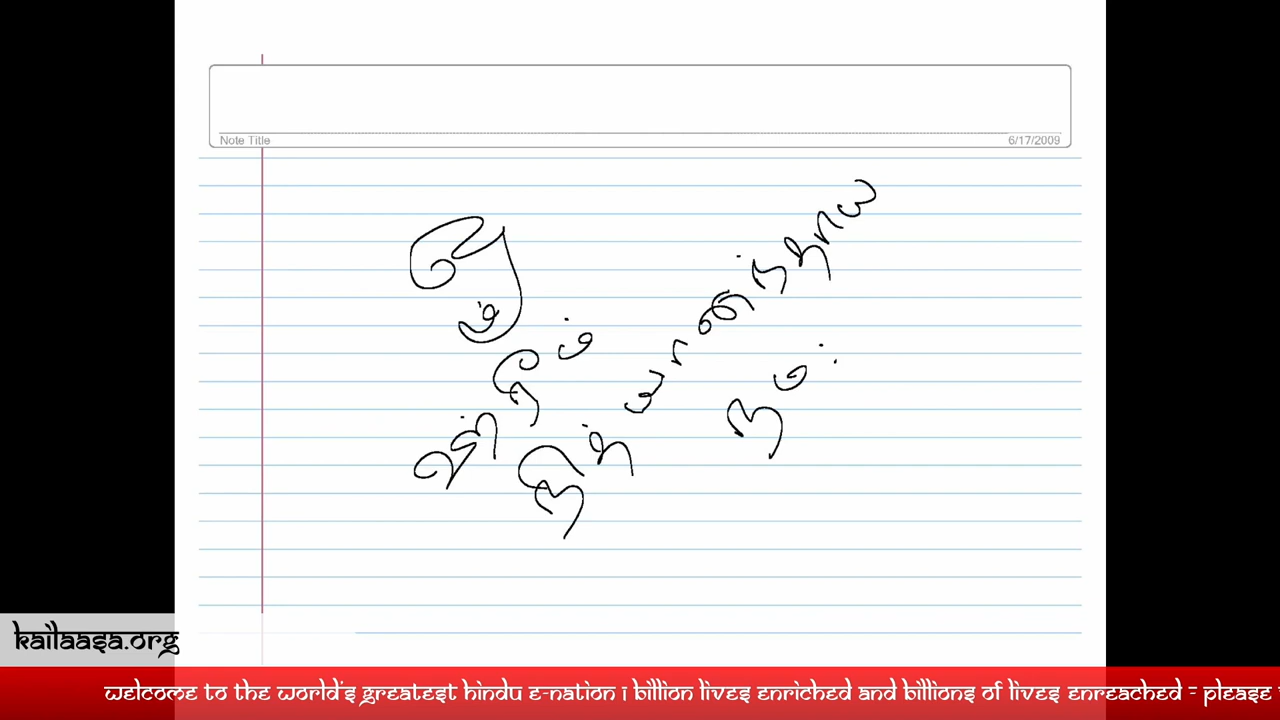 Note Title
6/17/2009
ஓம்
ஹ்ரீம்
நித்யானந்தாய
நம:
kailaasa.org
welcome to the world's greatest hindu e-nation 1 billion lives enriched and billions of lives enreached - please